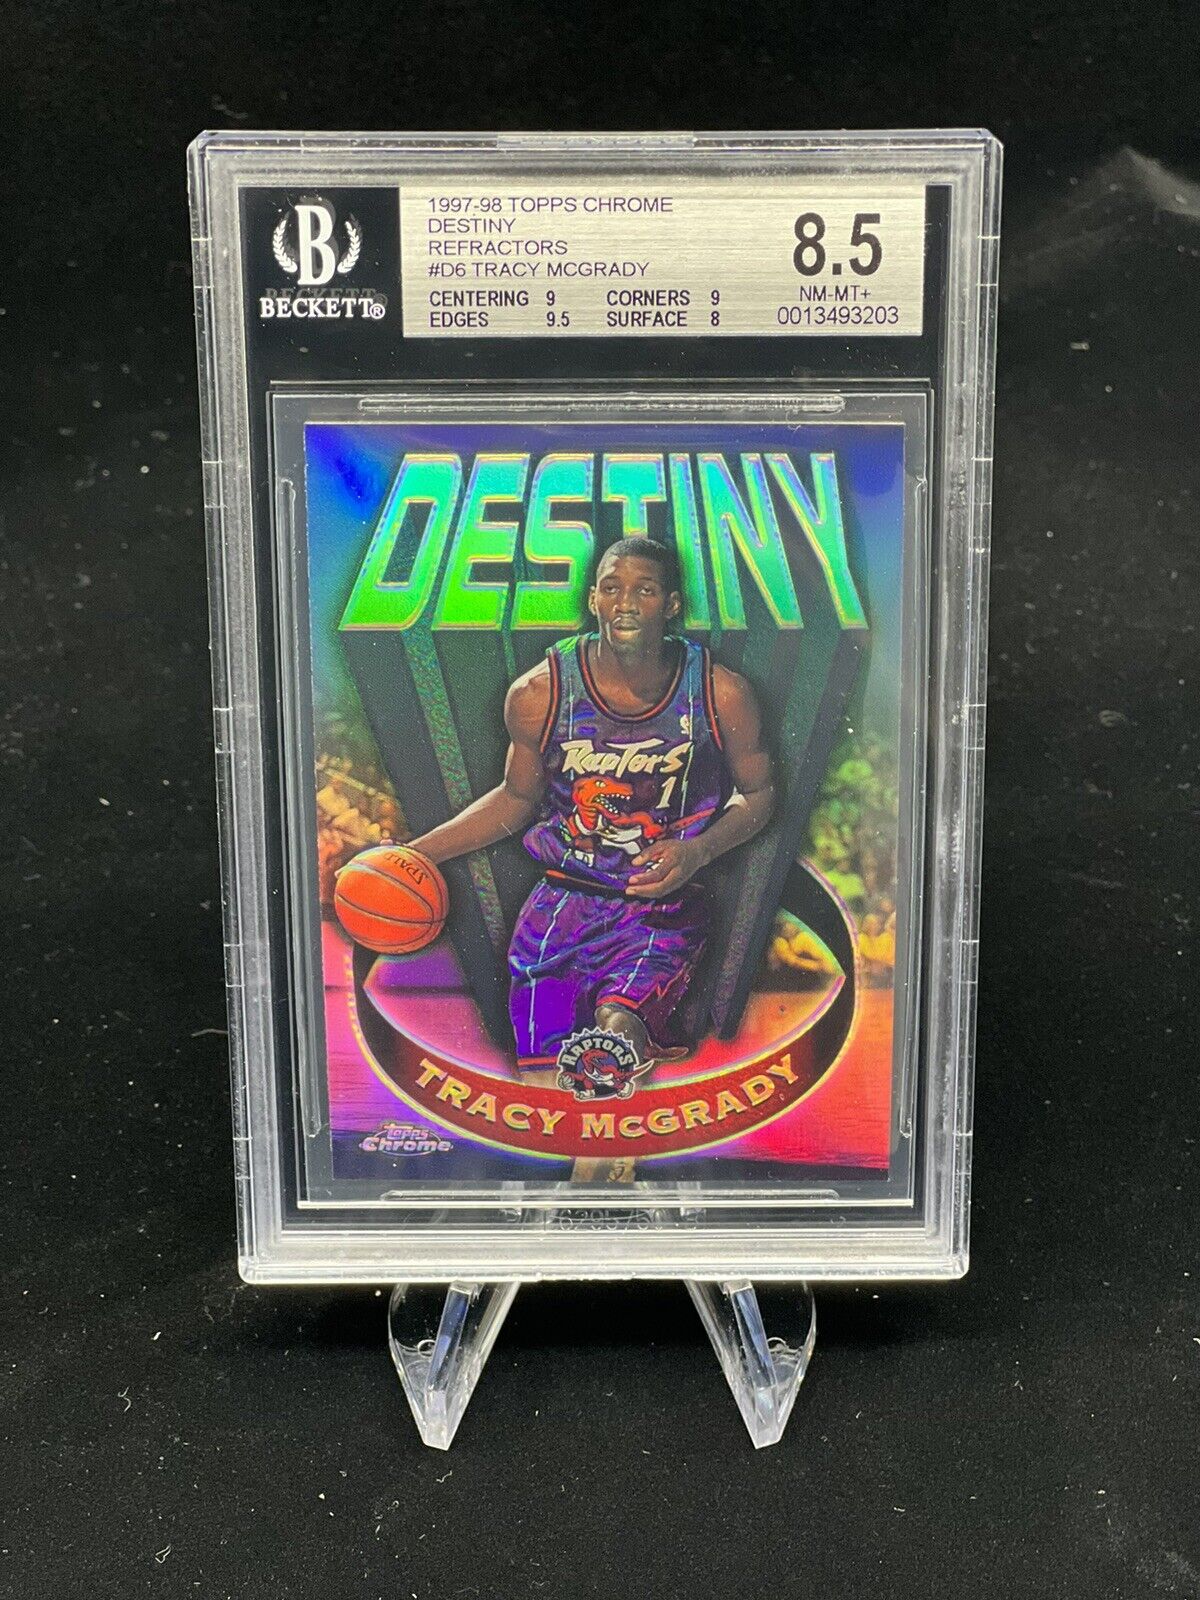 1997-98 TOPPS CHROME
DESTINY
REFRACTORS
#D6 TRACY MCGRADY
CENTERING 9 CORNERS 9
EDGES 9.5 SURFACE 8
8.5
NM-MT+
0013493203
B
BECKETT®
DESTINY
RAPTORS
1
SPALD
RAPTORS
TRACY McGRADY
Topps
Chrome